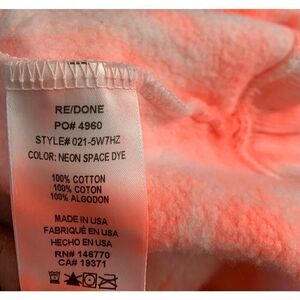 RE/DONE
PO# 4960
STYLE# 021-5W7HZ
COLOR: NEON SPACE DYE
100% COTTON
100% COTON
100% ALGODON
MADE IN USA
FABRIQUÉ EN USA
HECHO EN USA
RN# 146770
CA# 19371